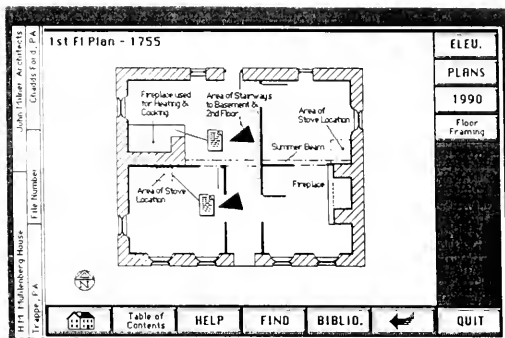 1st Fl Plan - 1755
John Milner Architects
Chadds Ford, PA
File Number
H M Muhlenberg House
Trappe, PA
Fireplace used
for Heating &
Cooking
Area of Stairways
to Basement &
2nd Floor
Area of
Stove Location
Summer Beam
Area of Stove
Location
Fireplace
N
ELEV.
PLANS
1990
Floor
Framing
Table of
Contents
HELP
FIND
BIBLIO.
QUIT